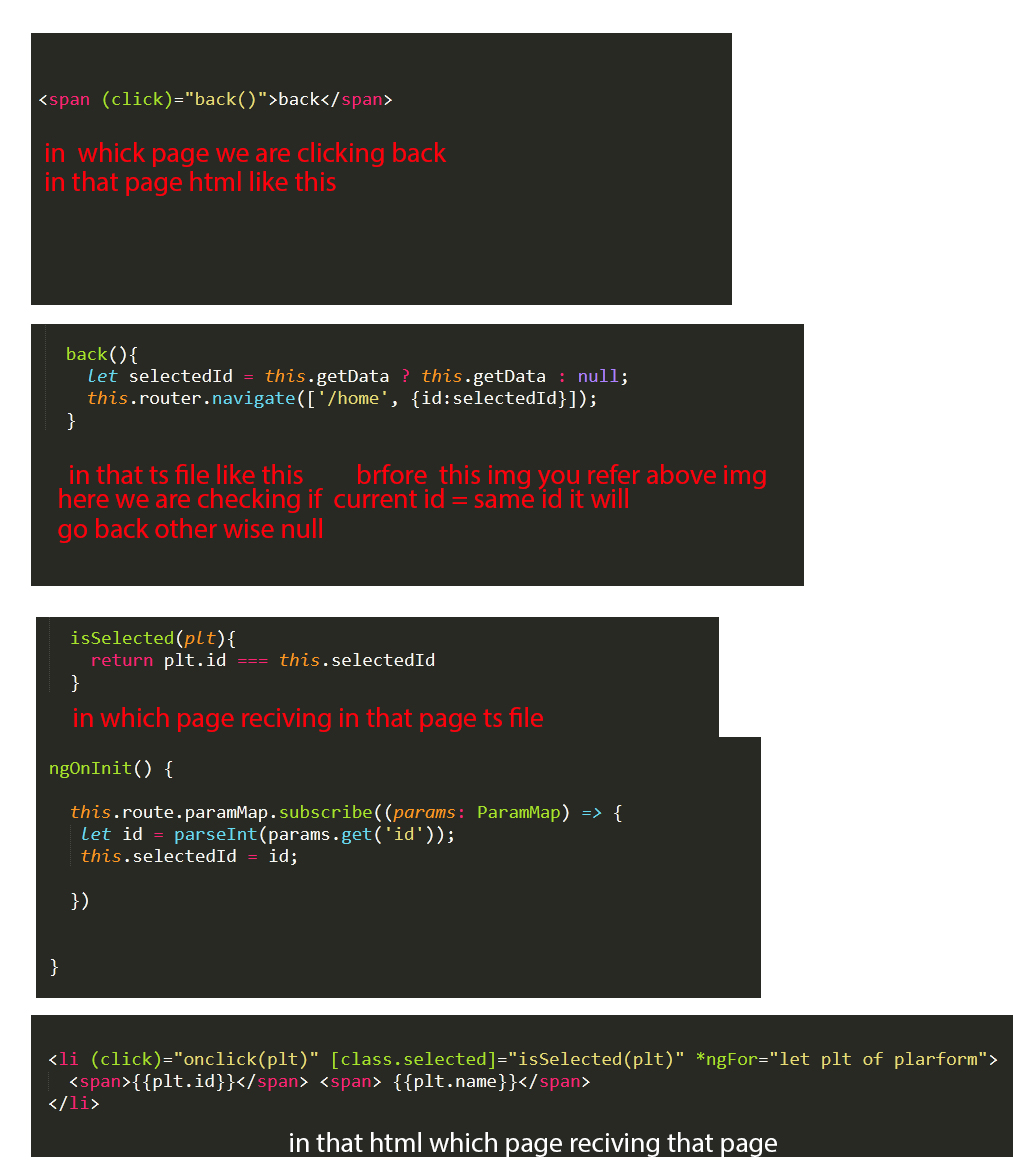 <span (click)="back()">back</span>
in  whick page we are clicking back
in that page html like this
back(){
let selectedId = this.getData ? this.getData : null;
this.router.navigate(['/home', {id:selectedId}]);
}
in that ts file like this        brfore  this img you refer above img
here we are checking if  current id = same id it will
go back other wise null
isSelected(plt){
return plt.id === this.selectedId
}
in which page reciving in that page ts file
ngOnInit() {
this.route.paramMap.subscribe((params: ParamMap) => {
let id = parseInt(params.get('id'));
this.selectedId = id;
})
}
<li (click)="onclick(plt)" [class.selected]="isSelected(plt)" *ngFor="let plt of plarform">
<span>{{plt.id}}</span> <span> {{plt.name}}</span>
</li>
in that html which page reciving that page